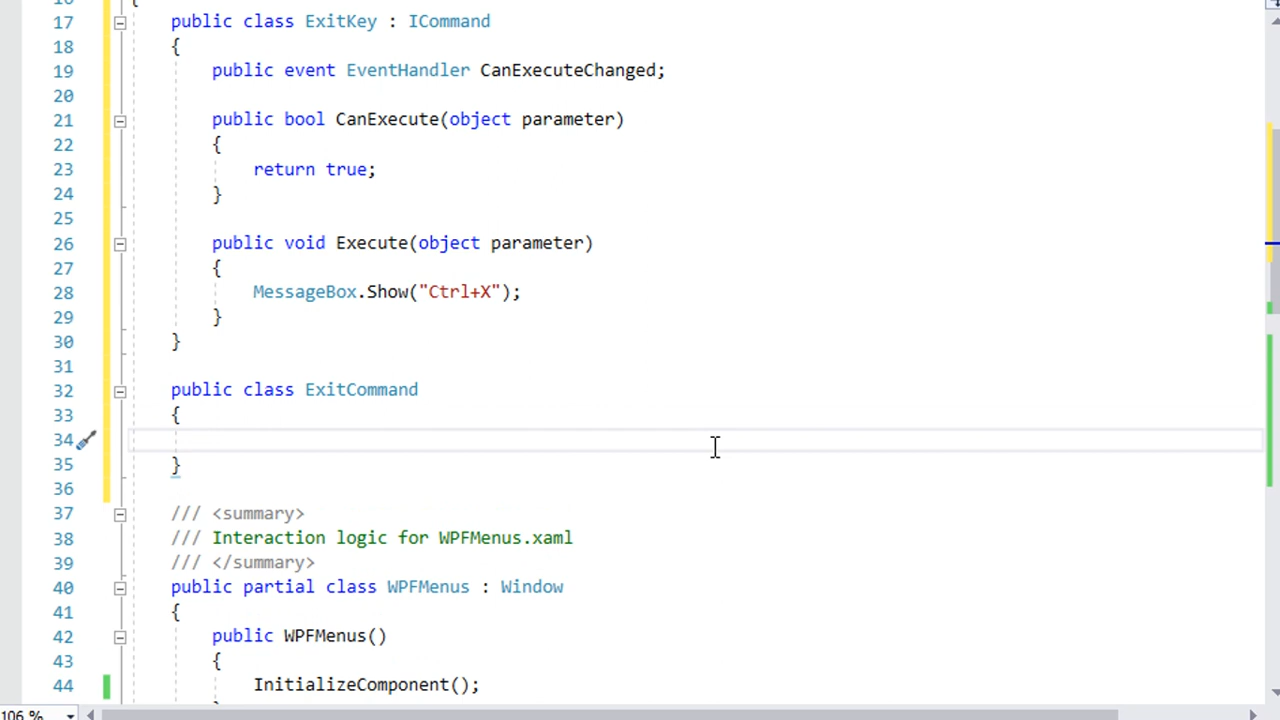 16 {
17 public class ExitKey : ICommand
18 {
19 public event EventHandler CanExecuteChanged;
20
21 public bool CanExecute(object parameter)
22 {
23 return true;
24 }
25
26 public void Execute(object parameter)
27 {
28 MessageBox.Show("Ctrl+X");
29 }
30 }
31
32 public class ExitCommand
33 {
34
35 }
36
37 /// <summary>
38 /// Interaction logic for WPFMenus.xaml
39 /// </summary>
40 public partial class WPFMenus : Window
41 {
42 public WPFMenus()
43 {
44 InitializeComponent();
106 %